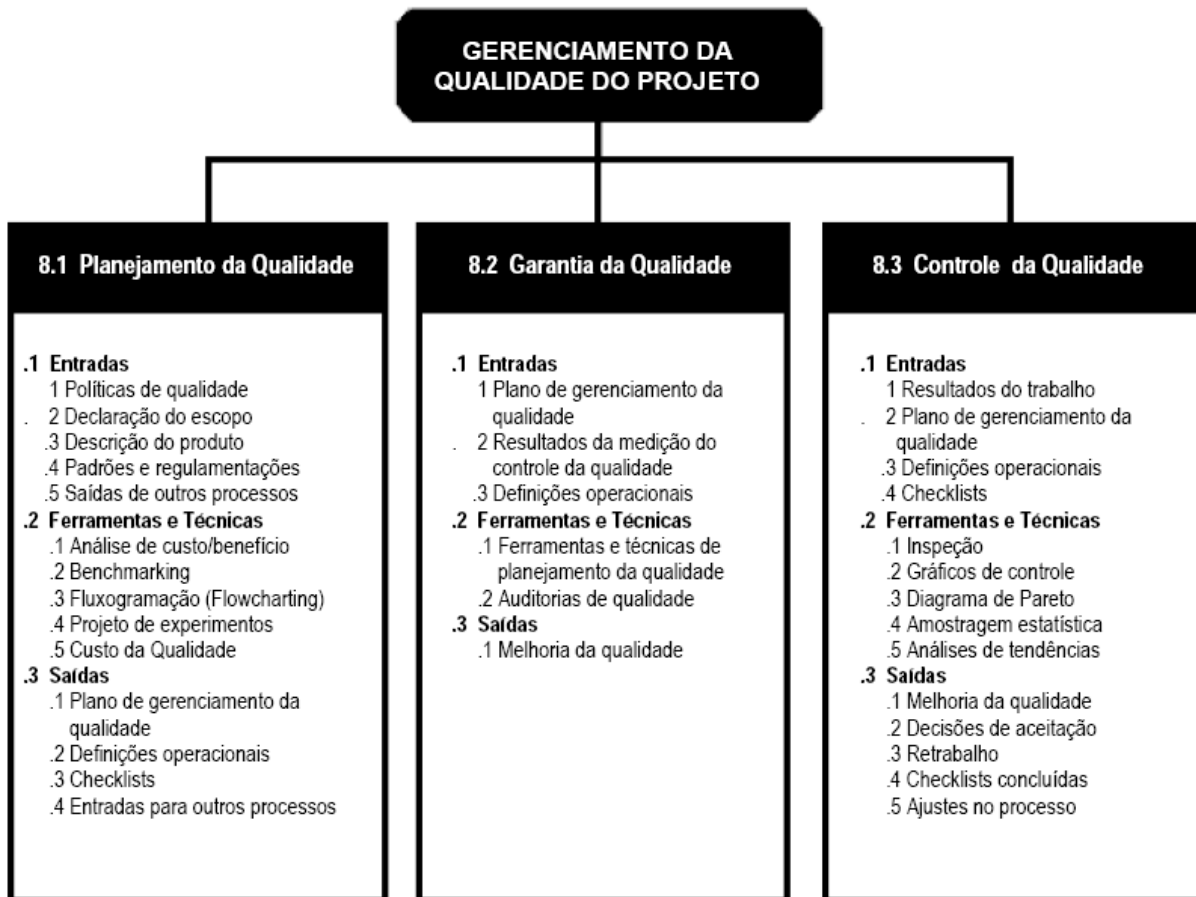 GERENCIAMENTO DA
QUALIDADE DO PROJETO
8.1 Planejamento da Qualidade
.1 Entradas
1 Políticas de qualidade
. 2 Declaração do escopo
.3 Descrição do produto
.4 Padrões e regulamentações
.5 Saídas de outros processos
.2 Ferramentas e Técnicas
.1 Análise de custo/benefício
.2 Benchmarking
.3 Fluxogramação (Flowcharting)
.4 Projeto de experimentos
.5 Custo da Qualidade
.3 Saídas
.1 Plano de gerenciamento da
qualidade
.2 Definições operacionais
.3 Checklists
.4 Entradas para outros processos
8.2 Garantia da Qualidade
.1 Entradas
1 Plano de gerenciamento da
qualidade
. 2 Resultados da medição do
controle da qualidade
.3 Definições operacionais
.2 Ferramentas e Técnicas
.1 Ferramentas e técnicas de
planejamento da qualidade
.2 Auditorias de qualidade
.3 Saídas
.1 Melhoria da qualidade
8.3 Controle da Qualidade
.1 Entradas
1 Resultados do trabalho
. 2 Plano de gerenciamento da
qualidade
.3 Definições operacionais
.4 Checklists
.2 Ferramentas e Técnicas
.1 Inspeção
.2 Gráficos de controle
.3 Diagrama de Pareto
.4 Amostragem estatística
.5 Análises de tendências
.3 Saídas
.1 Melhoria da qualidade
.2 Decisões de aceitação
.3 Retrabalho
.4 Checklists concluídas
.5 Ajustes no processo